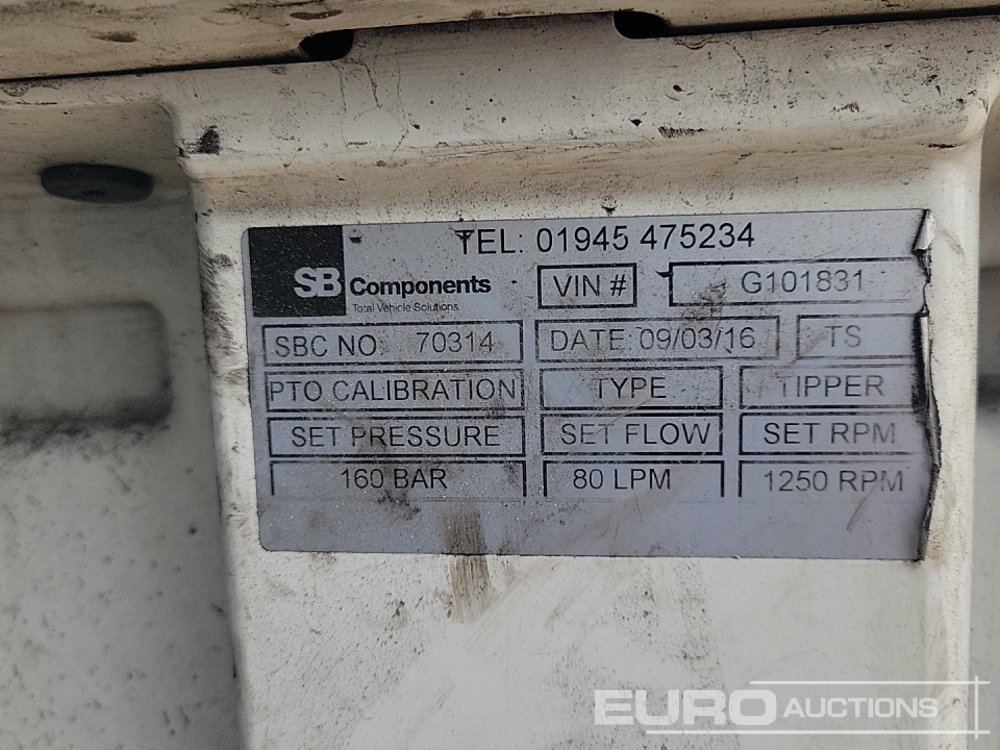 TEL: 01945 475234
SB Components
Total Vehicle Solutions
VIN # G101831
SBC NO: 70314 DATE: 09/03/16 TS
PTO CALIBRATION TYPE TIPPER
SET PRESSURE SET FLOW SET RPM
160 BAR 80 LPM 1250 RPM
EURO AUCTIONS